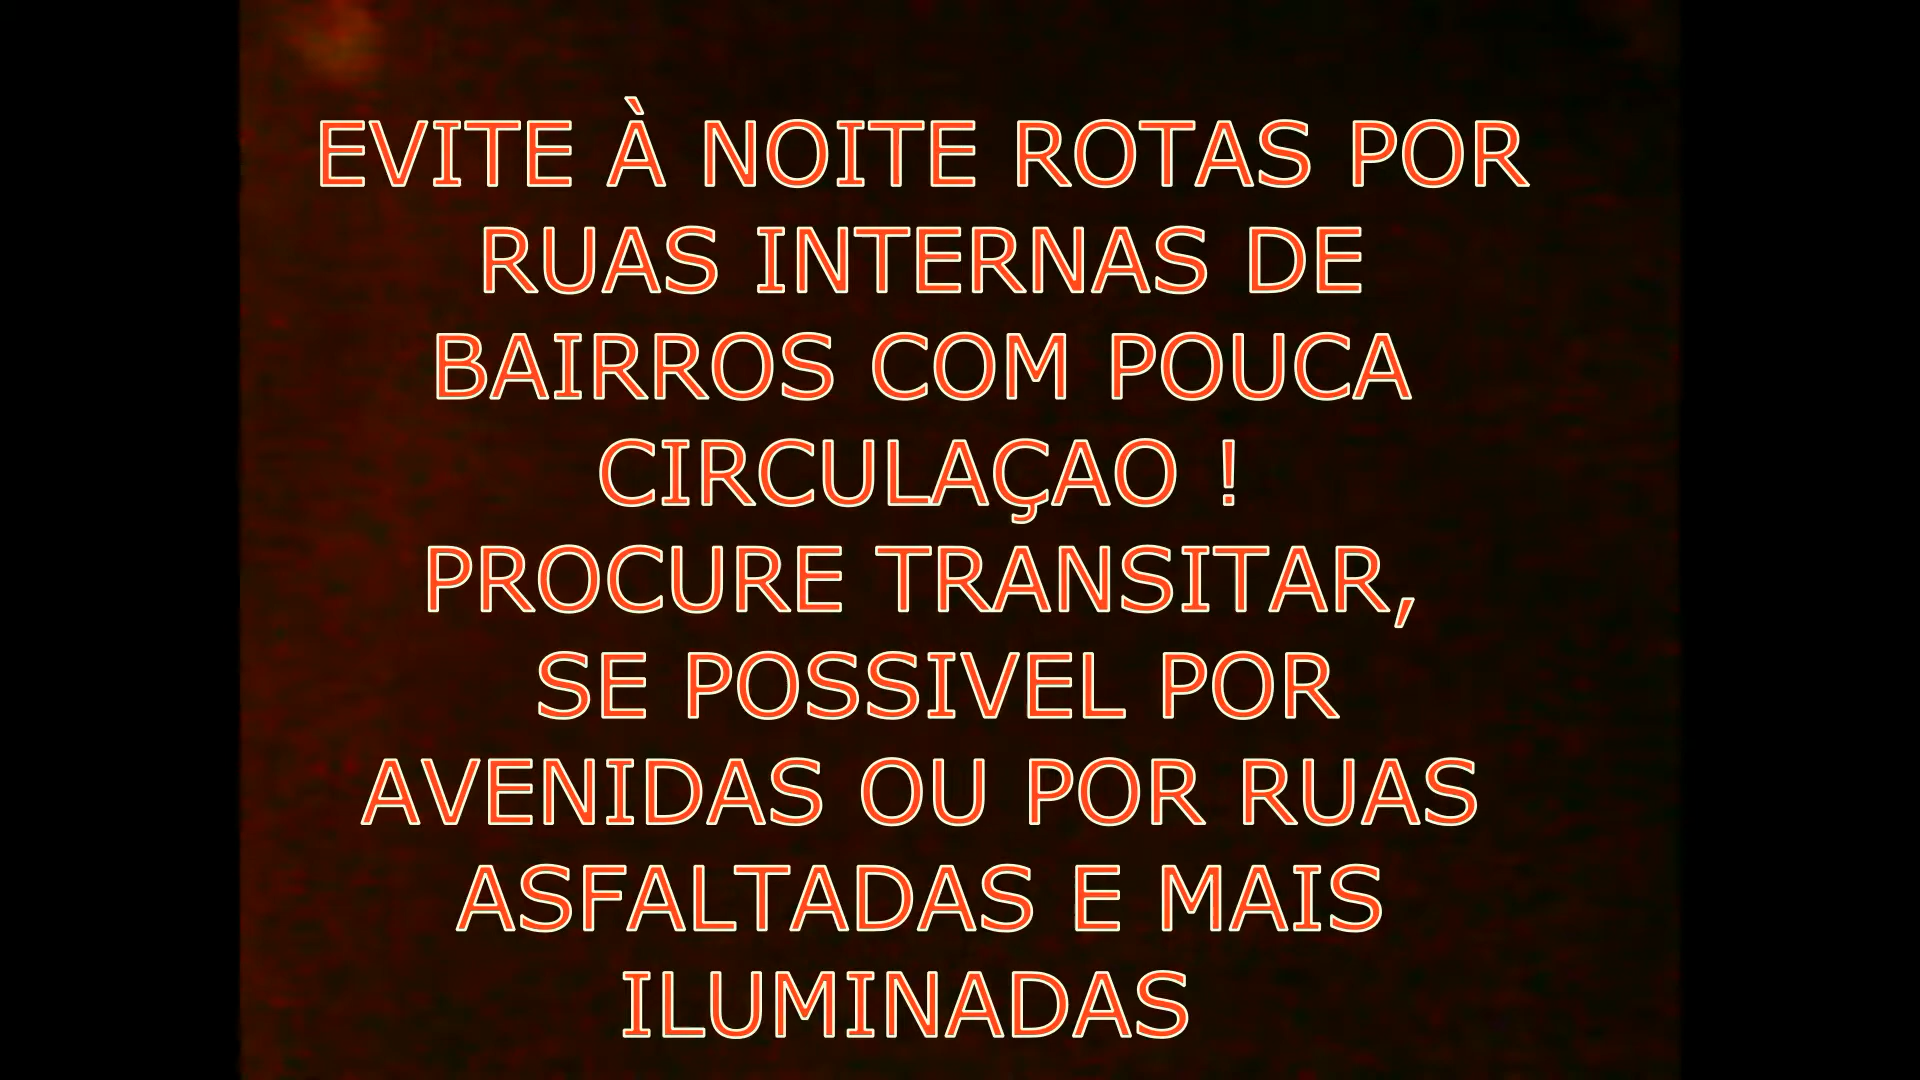 EVITE À NOITE ROTAS POR
RUAS INTERNAS DE
BAIRROS COM POUCA
CIRCULAÇAO !
PROCURE TRANSITAR,
SE POSSIVEL POR
AVENIDAS OU POR RUAS
ASFALTADAS E MAIS
ILUMINADAS